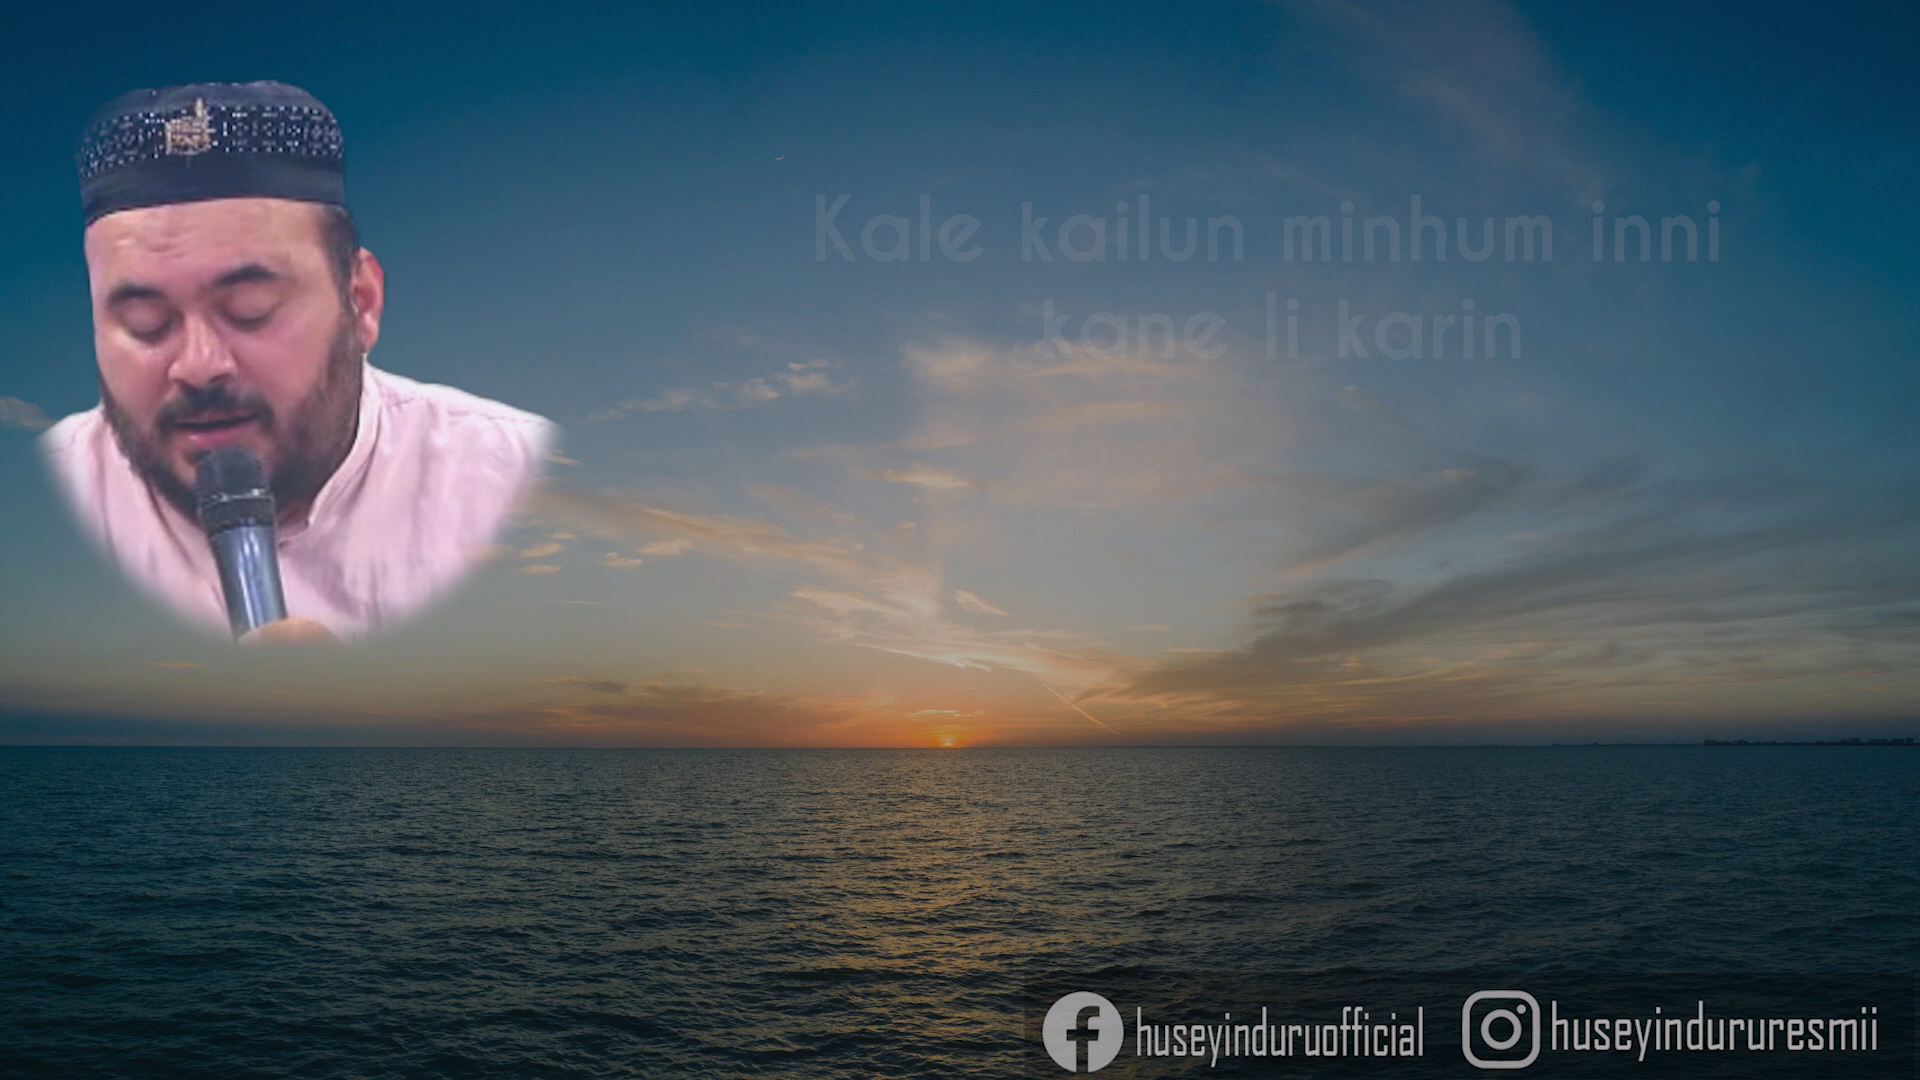 Kale kailun minhum inni
kane li karin
huseyinduruofficial
huseyindururesmii